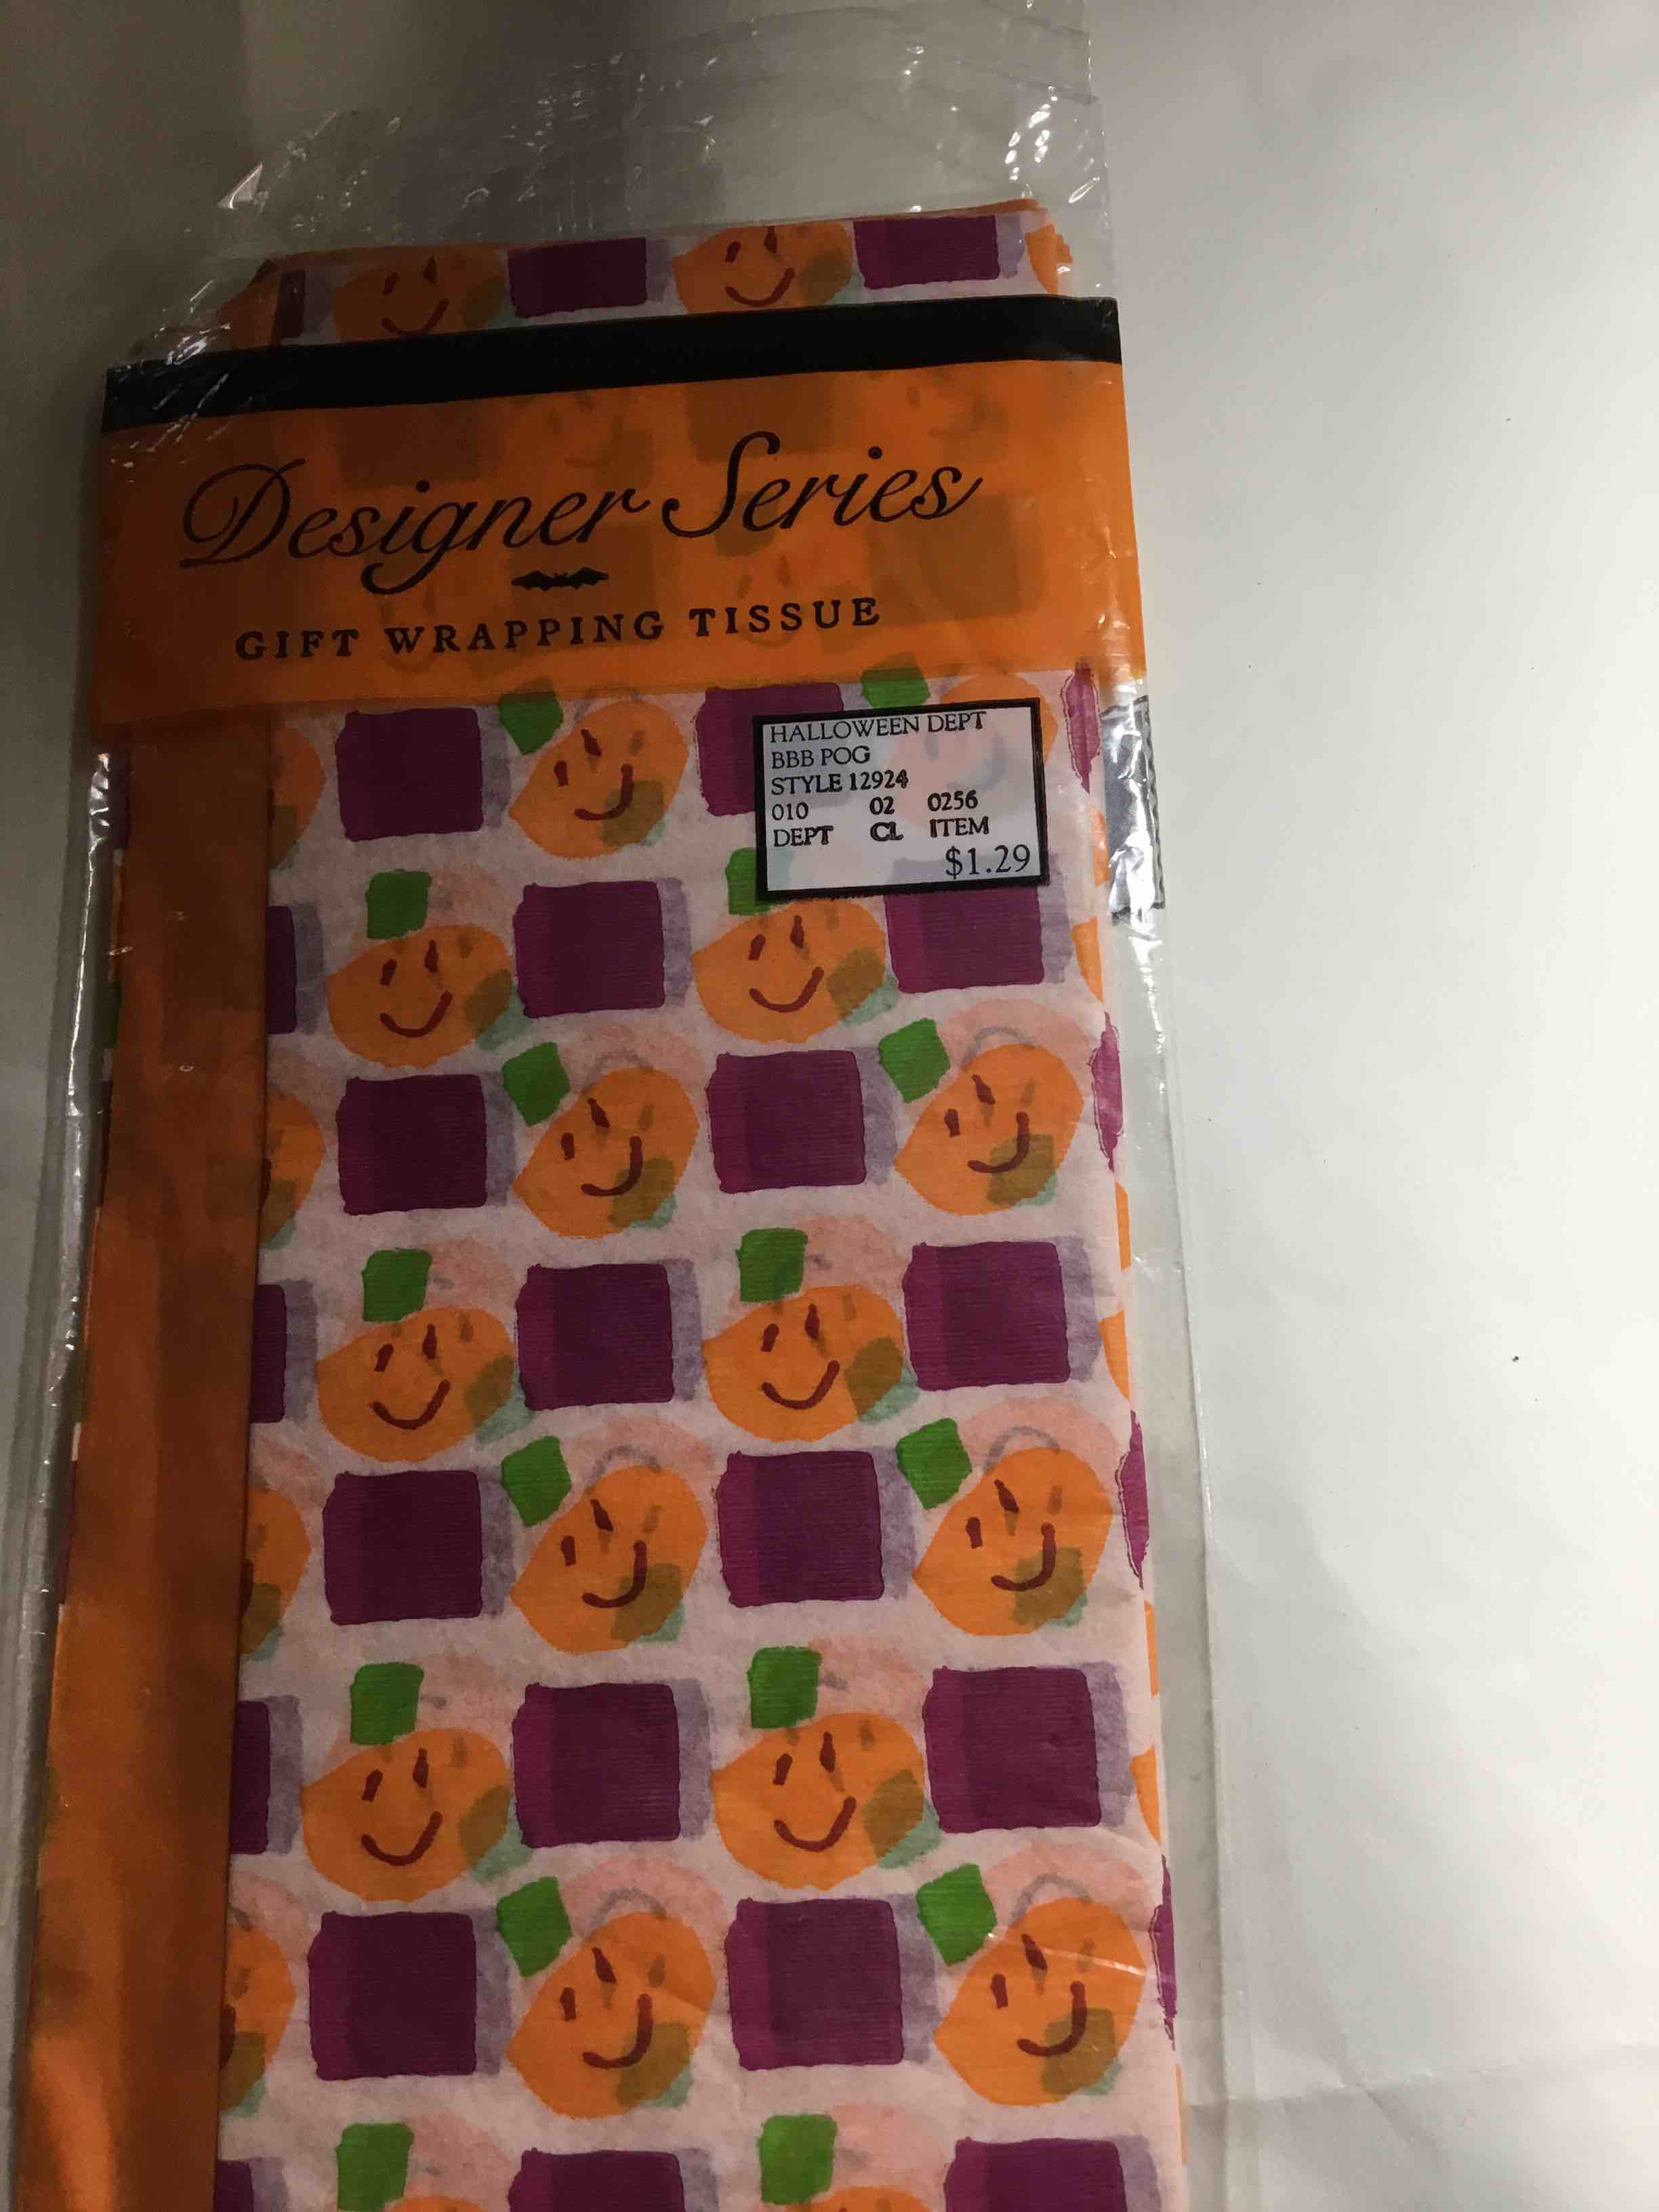 Designer Series
GIFT WRAPPING TISSUE
HALLOWEEN DEPT
BBB POG
STYLE 12924
010 02 0256
DEPT CL ITEM
$1.29